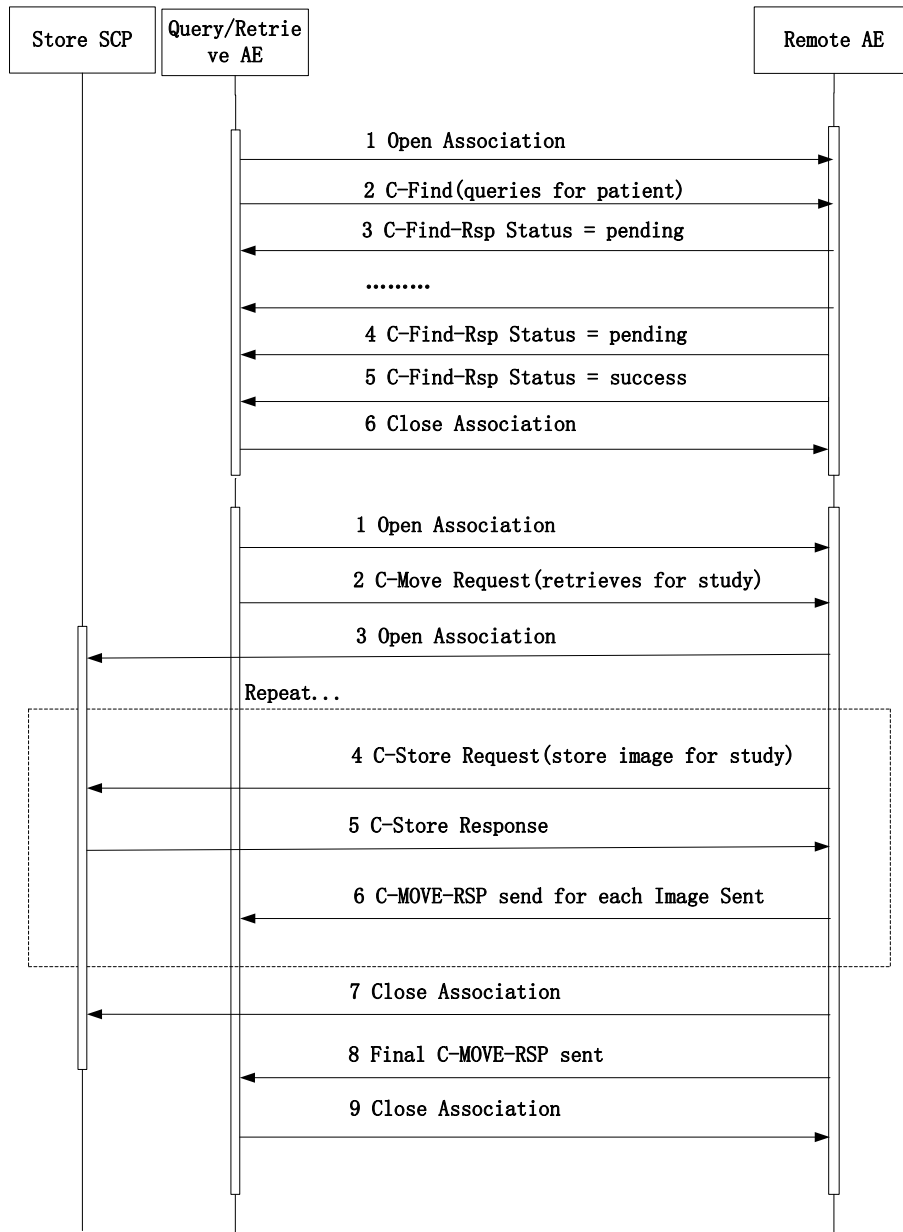 Store SCP
Query/Retrie
ve AE
Remote AE
1 Open Association
2 C-Find(queries for patient)
3 C-Find-Rsp Status = pending
………
4 C-Find-Rsp Status = pending
5 C-Find-Rsp Status = success
6 Close Association
1 Open Association
2 C-Move Request(retrieves for study)
3 Open Association
Repeat...
4 C-Store Request(store image for study)
5 C-Store Response
6 C-MOVE-RSP send for each Image Sent
7 Close Association
8 Final C-MOVE-RSP sent
9 Close Association